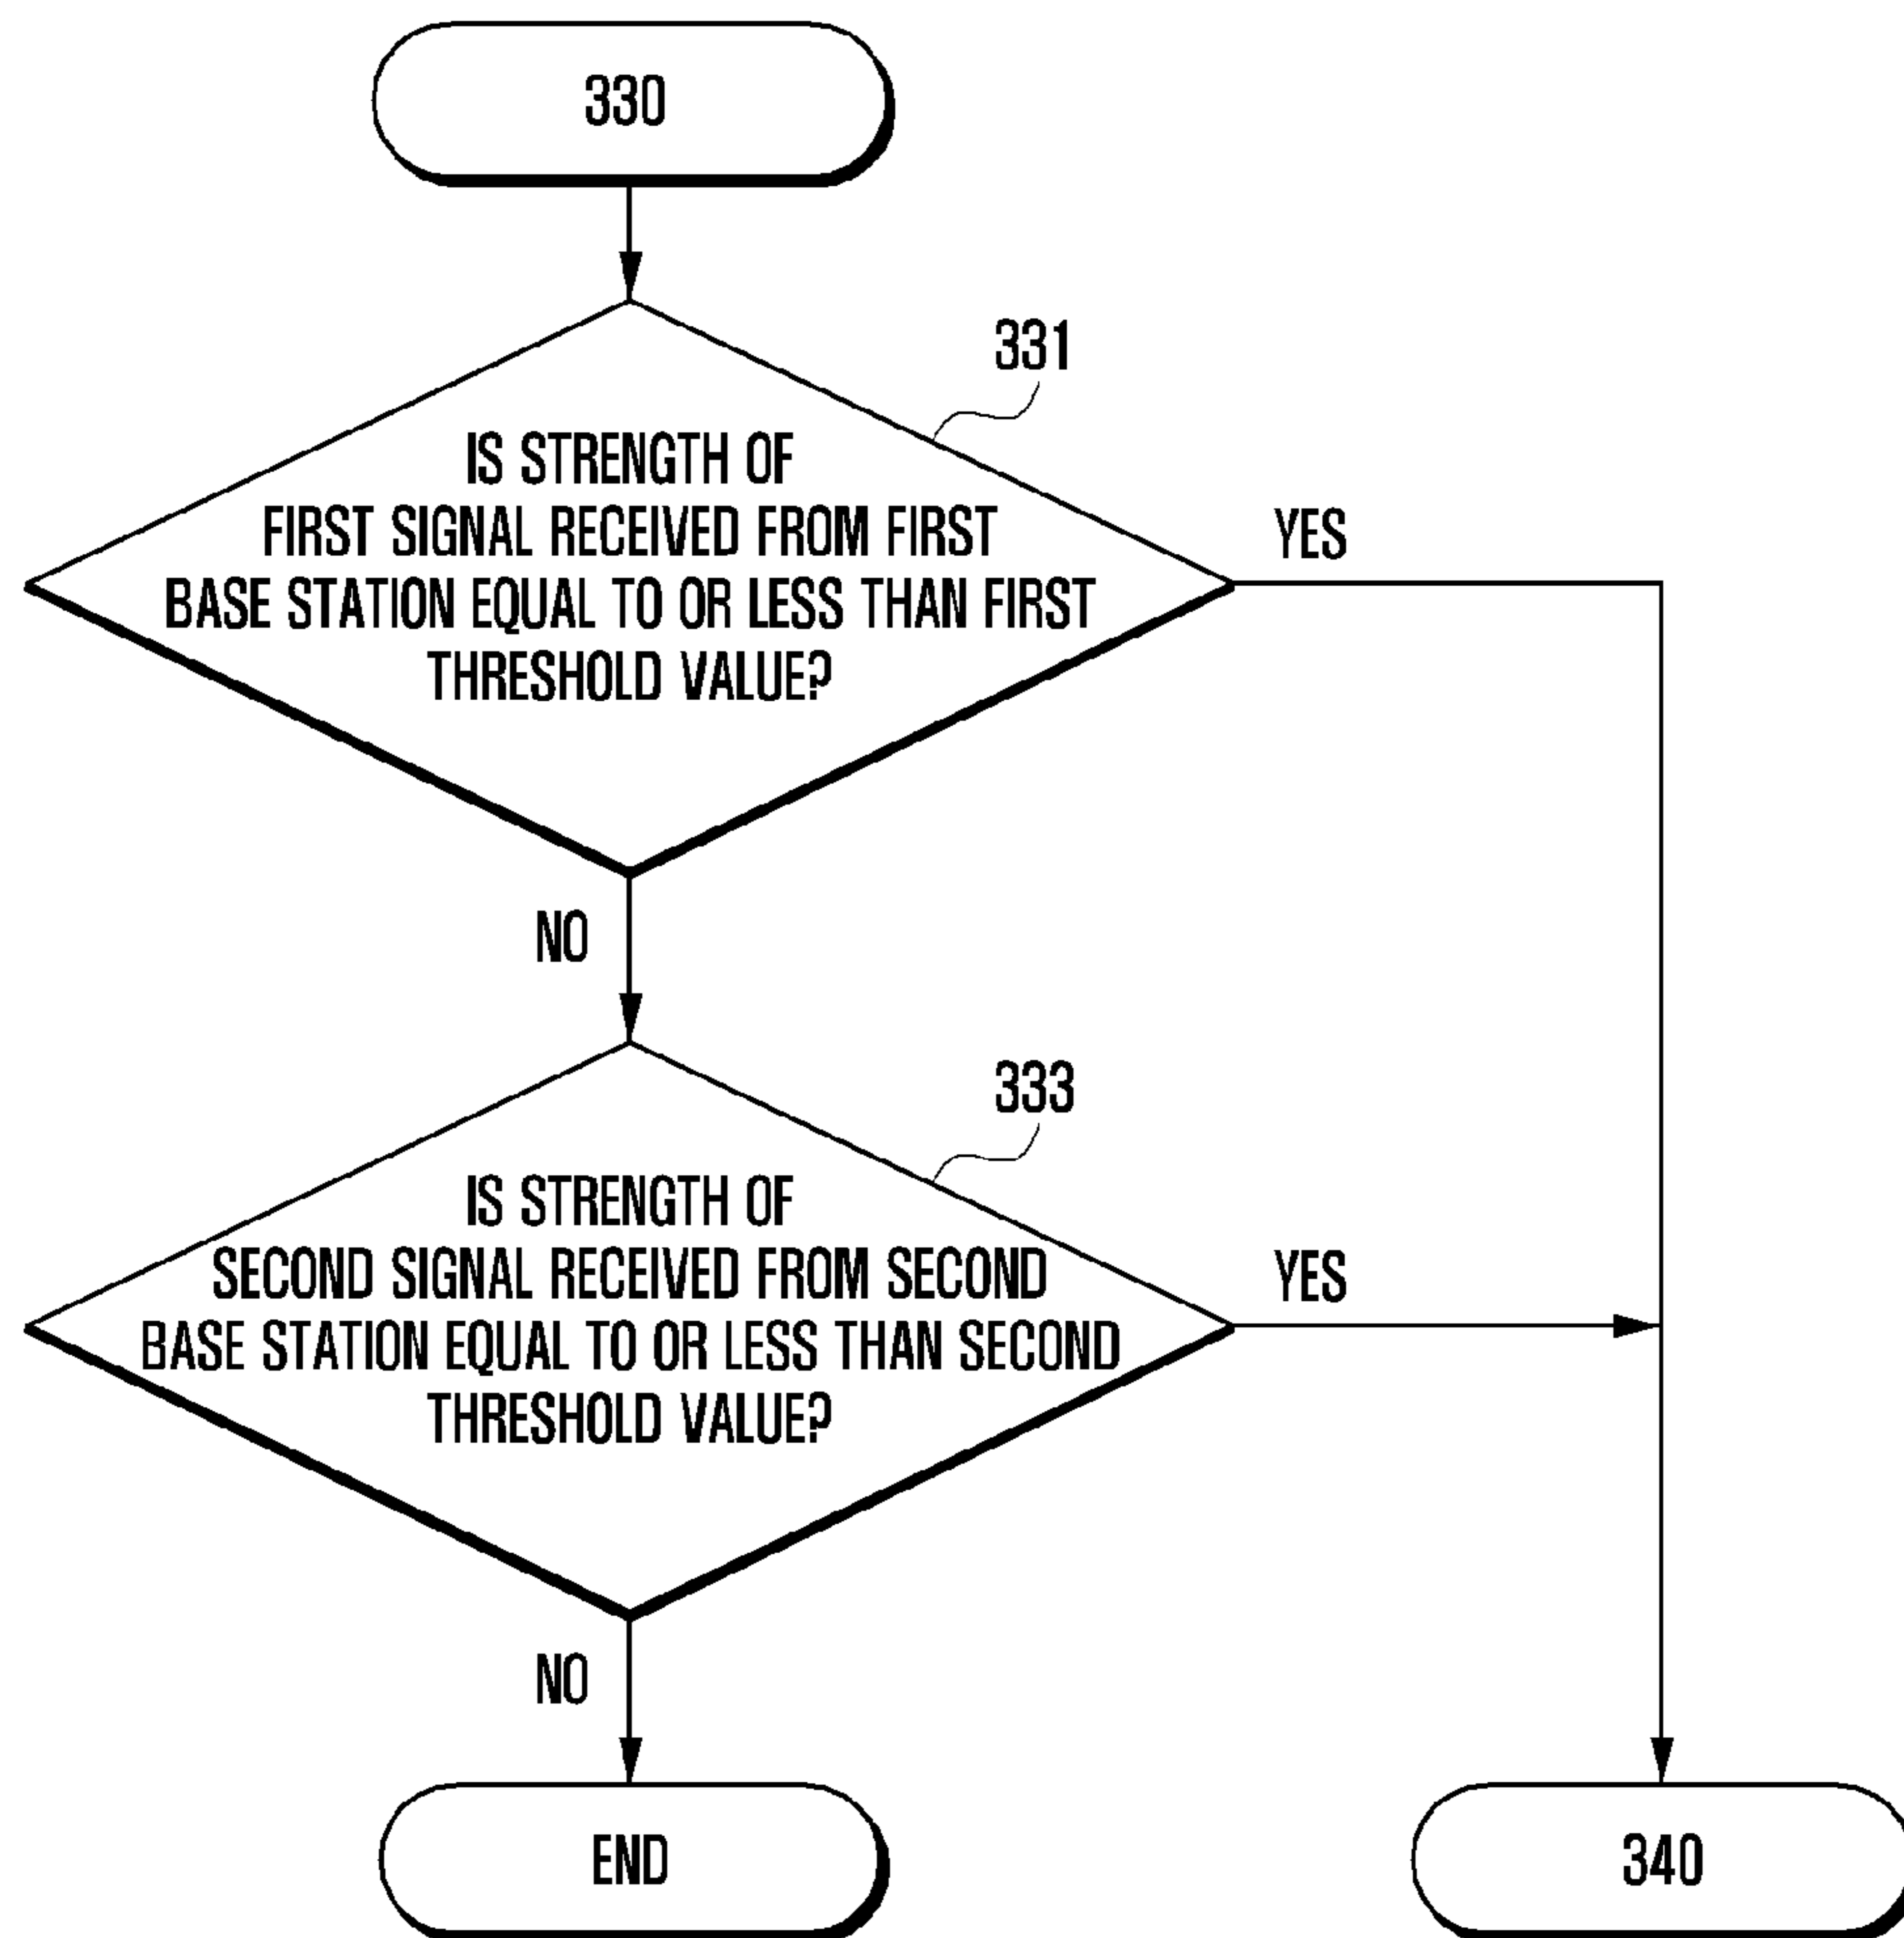 330
331
IS STRENGTH OF
FIRST SIGNAL RECEIVED FROM FIRST
BASE STATION EQUAL TO OR LESS THAN FIRST
THRESHOLD VALUE?
YES
NO
333
IS STRENGTH OF
SECOND SIGNAL RECEIVED FROM SECOND
BASE STATION EQUAL TO OR LESS THAN SECOND
THRESHOLD VALUE?
YES
NO
END
340